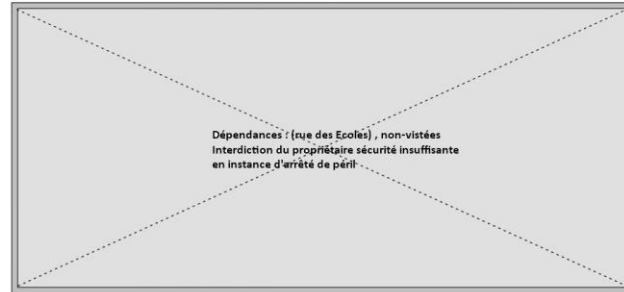 Dépendances : (rue des Ecoles) , non-vistées
Interdiction du propriétaire sécurité insuffisante
en instance d'arrêté de péril